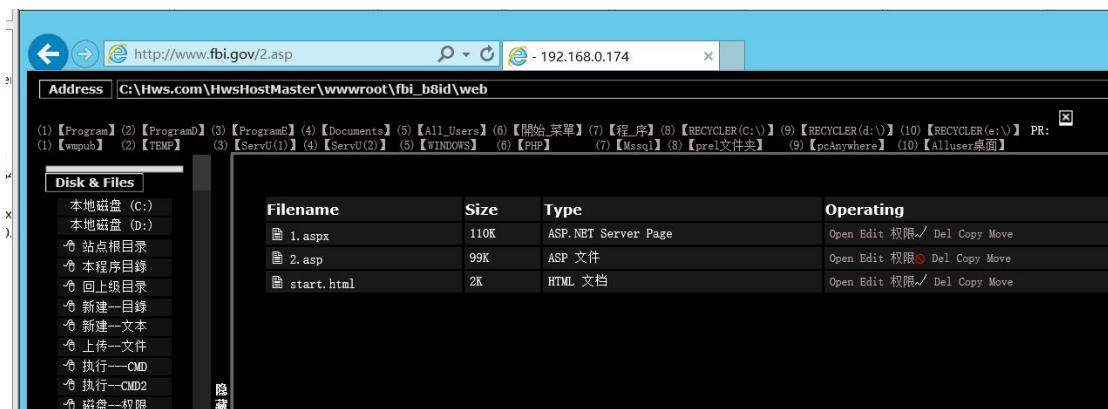 http://www.fbi.gov/2.asp
- 192.168.0.174
Address C:\Hws.com\HwsHostMaster\wwwroot\fbi_b8id\web
(1)【Program】(2)【ProgramD】(3)【ProgramE】(4)【Documents】(5)【All_Users】(6)【開始_菜單】(7)【程_序】(8)【RECYCLER(C:\)】(9)【RECYCLER(d:\)】(10)【RECYCLER(e:\)】 PR:
(1)【wmpub】 (2)【TEMP】 (3)【ServU(1)】(4)【ServU(2)】 (5)【WINDOWS】 (6)【PHP】 (7)【Mssql】(8)【prel文件夹】 (9)【pcAnywhere】 (10)【Alluser桌面】
Disk & Files
本地磁盘 (C:)
本地磁盘 (D:)
站点根目录
本程序目錄
回上级目录
新建--目錄
新建--文本
上传--文件
执行---CMD
执行--CMD2
磁盘--权限
隐
藏
Filename Size Type Operating
1.aspx 110K ASP.NET Server Page Open Edit 权限√ Del Copy Move
2.asp 99K ASP 文件 Open Edit 权限 Del Copy Move
start.html 2K HTML 文档 Open Edit 权限√ Del Copy Move